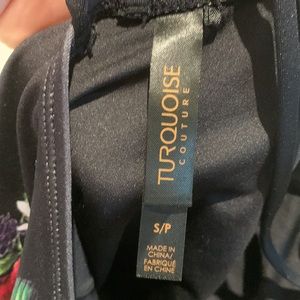 TURQUOISE
COUTURE
S/P
MADE IN
CHINA/
FABRIQUÉ
EN CHINE